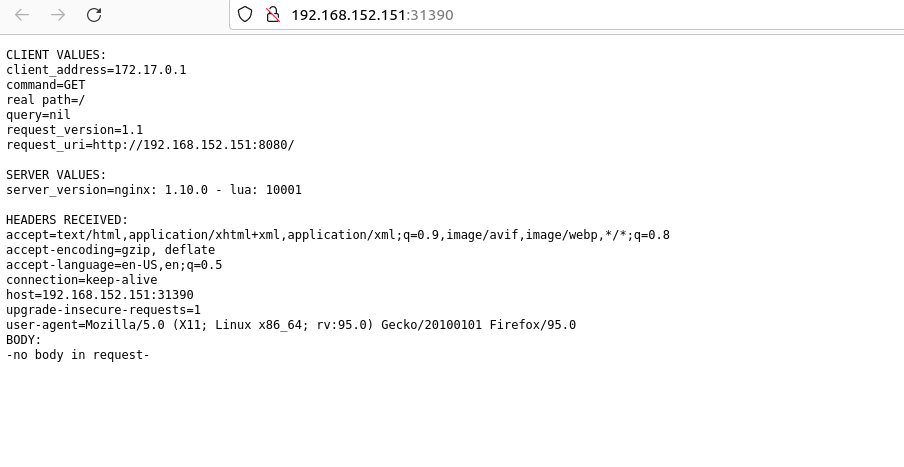 192.168.152.151:31390
CLIENT VALUES:
client_address=172.17.0.1
command=GET
real path=/
query=nil
request_version=1.1
request_uri=http://192.168.152.151:8080/
SERVER VALUES:
server_version=nginx: 1.10.0 - lua: 10001
HEADERS RECEIVED:
accept=text/html,application/xhtml+xml,application/xml;q=0.9,image/avif,image/webp,*/*;q=0.8
accept-encoding=gzip, deflate
accept-language=en-US,en;q=0.5
connection=keep-alive
host=192.168.152.151:31390
upgrade-insecure-requests=1
user-agent=Mozilla/5.0 (X11; Linux x86_64; rv:95.0) Gecko/20100101 Firefox/95.0
BODY:
-no body in request-